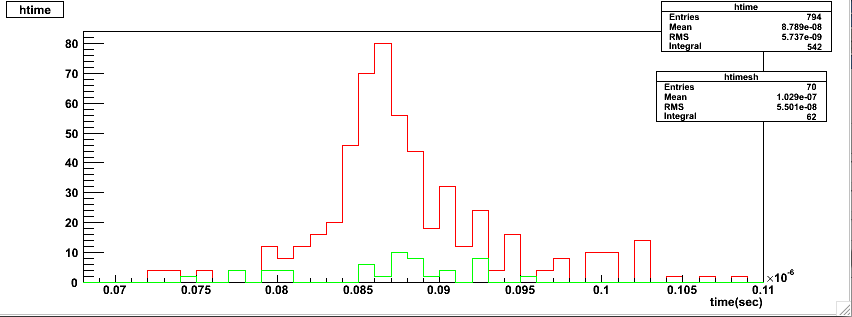 htime
htime
Entries 794
Mean 8.789e-08
RMS 5.737e-09
Integral 542
htimesh
Entries 70
Mean 1.029e-07
RMS 5.501e-08
Integral 62
80
70
60
50
40
30
20
10
0
0.07 0.075 0.08 0.085 0.09 0.095 0.1 0.105 0.11
×10-6
time(sec)